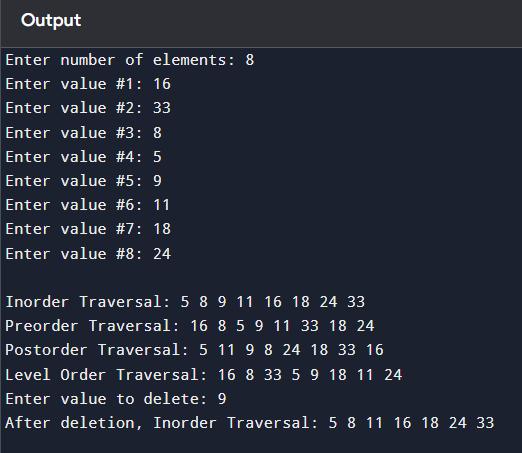 Output
Enter number of elements: 8
Enter value #1: 16
Enter value #2: 33
Enter value #3: 8
Enter value #4: 5
Enter value #5: 9
Enter value #6: 11
Enter value #7: 18
Enter value #8: 24
Inorder Traversal: 5 8 9 11 16 18 24 33
Preorder Traversal: 16 8 5 9 11 33 18 24
Postorder Traversal: 5 11 9 8 24 18 33 16
Level Order Traversal: 16 8 33 5 9 18 11 24
Enter value to delete: 9
After deletion, Inorder Traversal: 5 8 11 16 18 24 33